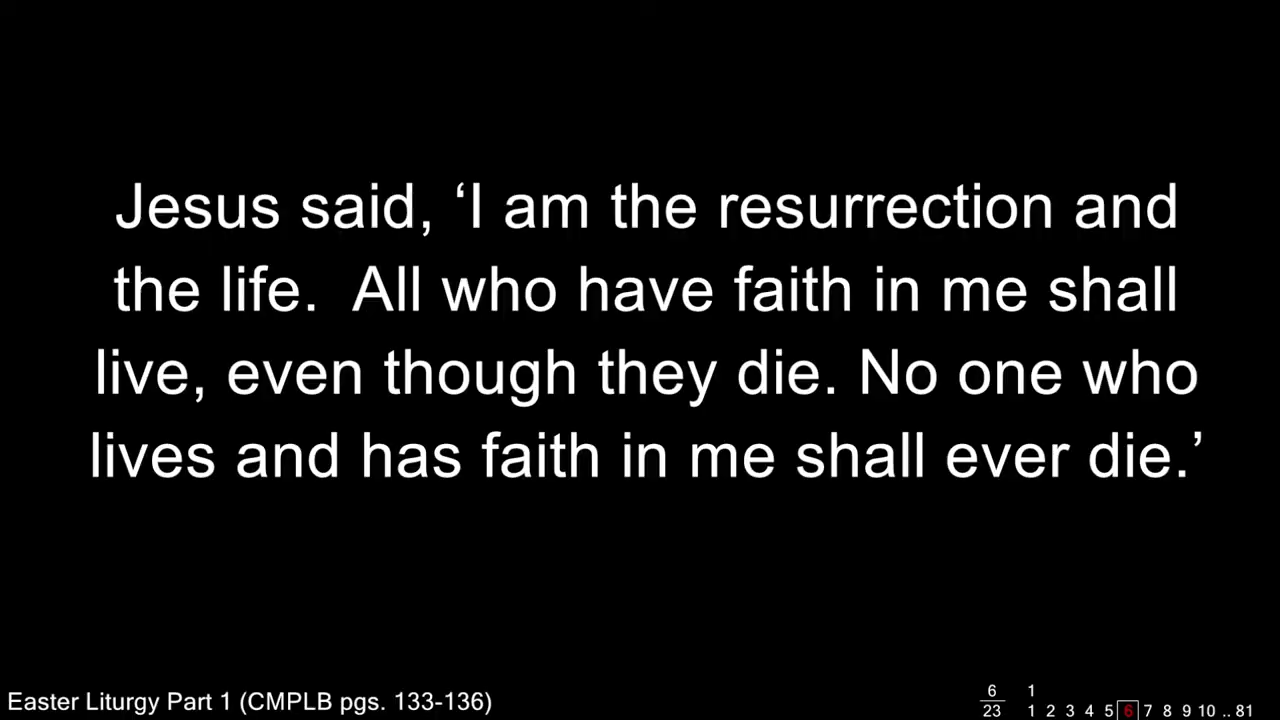 Jesus said, ‘I am the resurrection and
the life.  All who have faith in me shall
live, even though they die. No one who
lives and has faith in me shall ever die.’
Easter Liturgy Part 1 (CMPLB pgs. 133-136)
6 1
23 1 2 3 4 5 6 7 8 9 10 .. 81